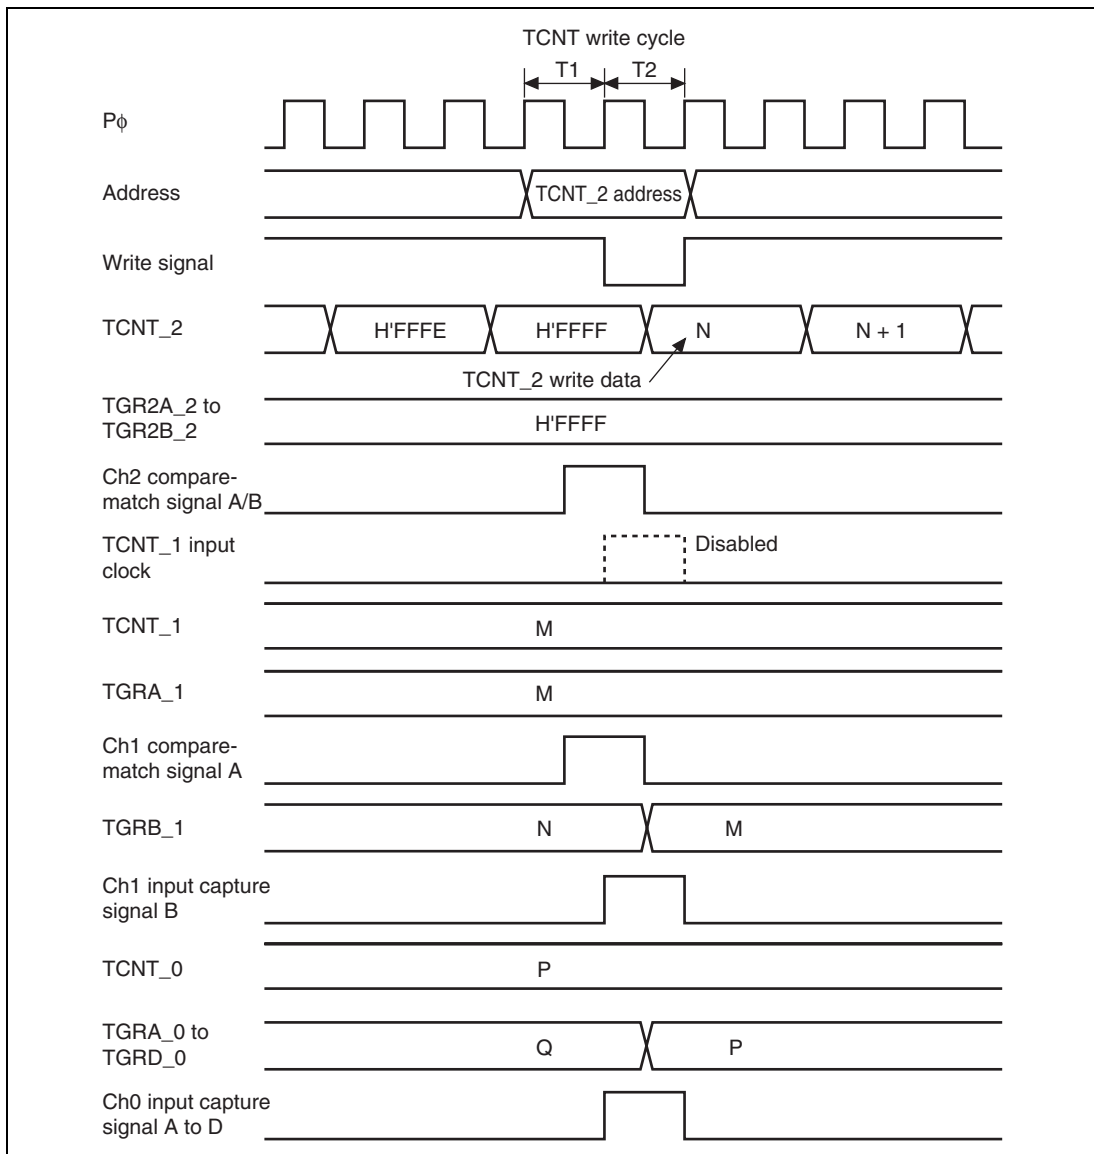 TCNT write cycle
T1 T2
Pϕ
Address
TCNT_2 address
Write signal
TCNT_2
H'FFFE H'FFFF N N + 1
TCNT_2 write data
TGR2A_2 to
TGR2B_2
H'FFFF
Ch2 compare-
match signal A/B
TCNT_1 input
clock
Disabled
TCNT_1
M
TGRA_1
M
Ch1 compare-
match signal A
TGRB_1
N M
Ch1 input capture
signal B
TCNT_0
P
TGRA_0 to
TGRD_0
Q P
Ch0 input capture
signal A to D